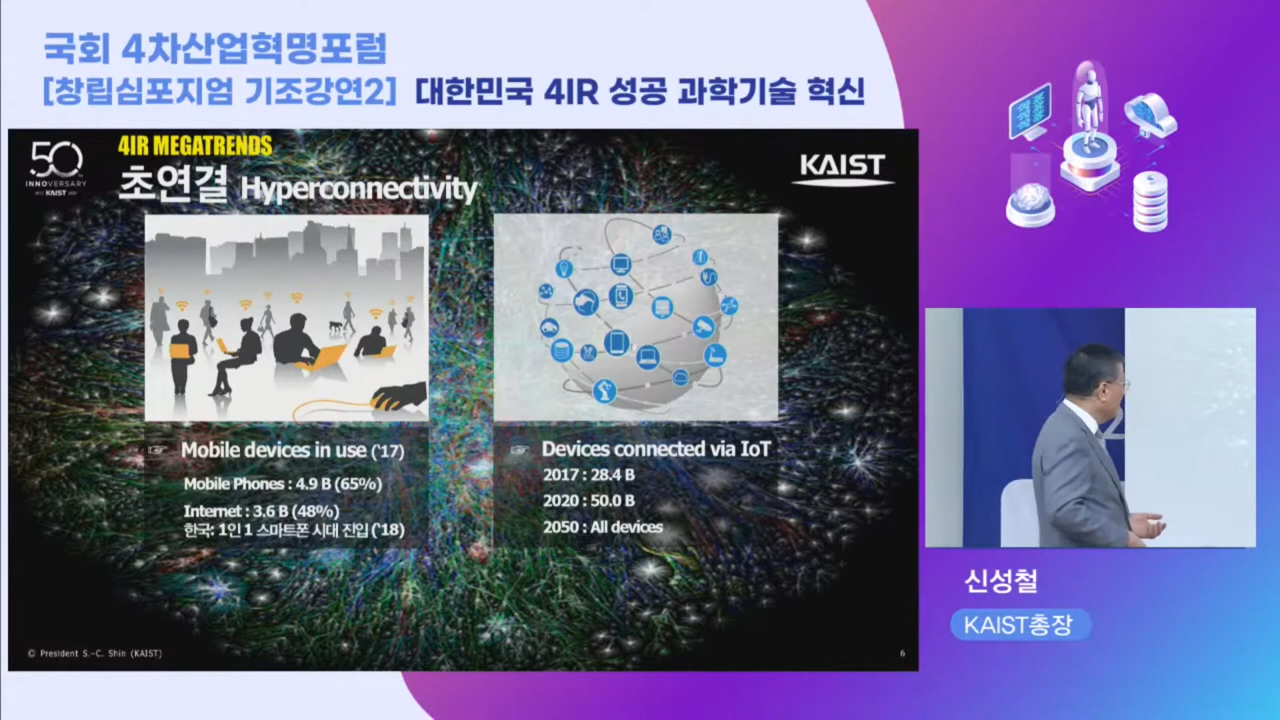 국회 4차산업혁명포럼
[창립심포지엄 기조강연2] 대한민국 4IR 성공 과학기술 혁신
50
INNOVERSARY
KAIST
4IR MEGATRENDS
초연결 Hyperconnectivity
KAIST
☞ Mobile devices in use ('17)
Mobile Phones : 4.9 B (65%)
Internet : 3.6 B (48%)
한국: 1인 1 스마트폰 시대 진입 ('18)
☞ Devices connected via IoT
2017 : 28.4 B
2020 : 50.0 B
2050 : All devices
© President S.-C. Shin (KAIST)
6
2
신성철
KAIST총장